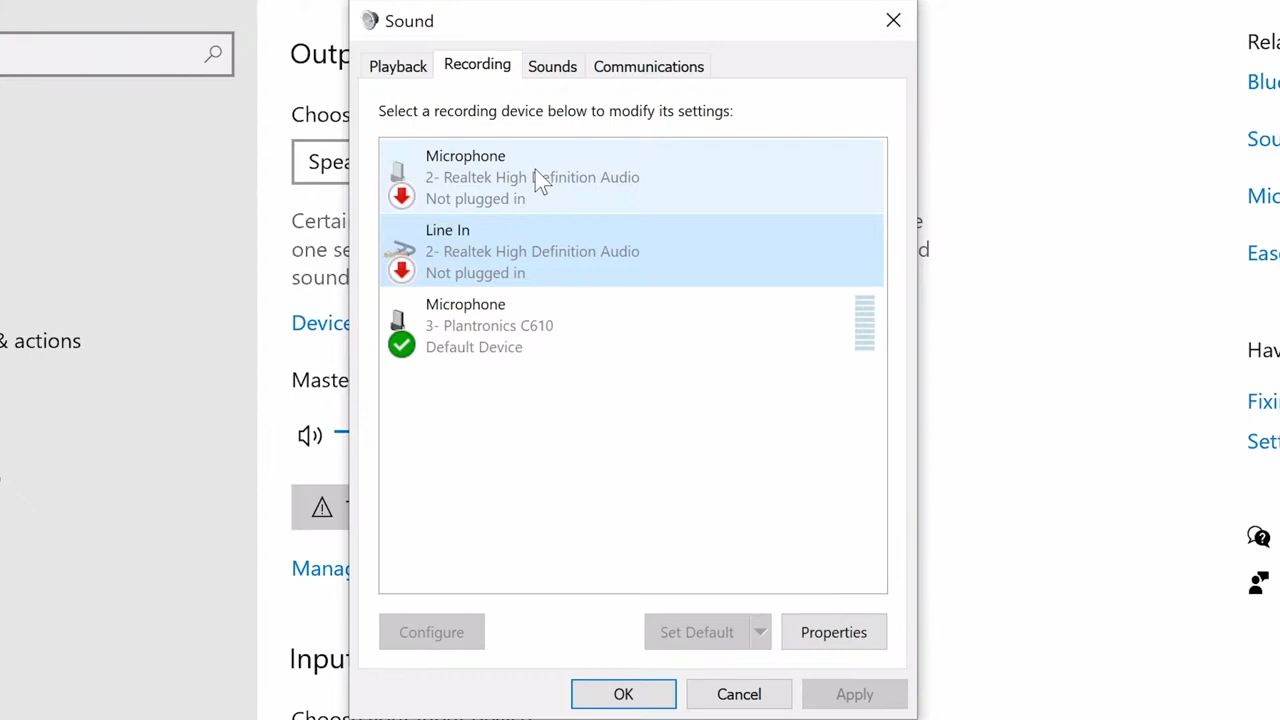 Sound
Playback
Recording
Sounds
Communications
Select a recording device below to modify its settings:
Microphone
2- Realtek High Definition Audio
Not plugged in
Line In
2- Realtek High Definition Audio
Not plugged in
Microphone
3- Plantronics C610
Default Device
Configure
Set Default
Properties
OK
Cancel
Apply
& actions
Outp
Choos
Spea
Certai
one se
sound
Device
Maste
Manag
Input
Rela
Blue
Sou
Mic
Ease
Hav
Fixi
Sett